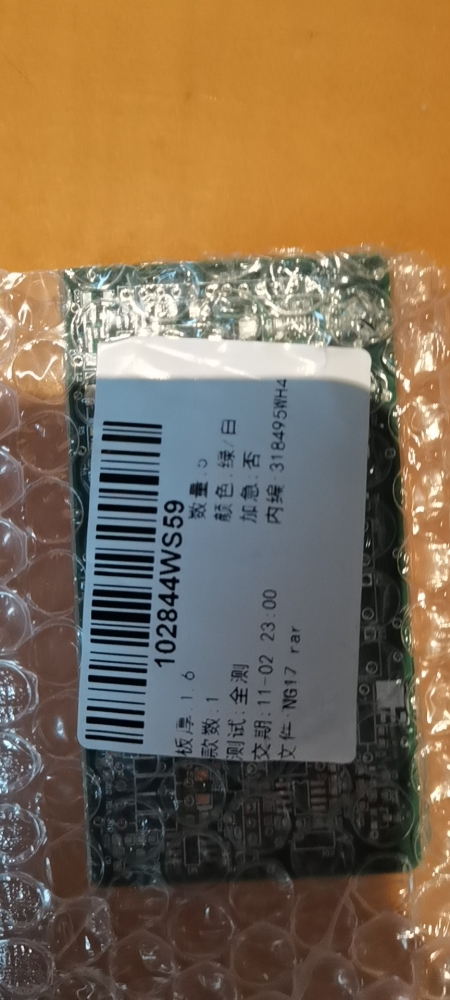 102844WS59
板厚:1.6 数量:5
款数:1 颜色:绿/白
测试:全测 加急:否
交期:11-02 23:00 内编:318495WH4
文件:NG17 rar